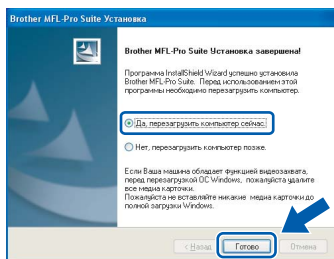 Brother MFL-Pro Suite Установка
Brother MFL-Pro Suite Установка завершена!
Программа InstallShield Wizard успешно установила
Brother MFL-Pro Suite. Перед использованием этой
программы необходимо перезагрузить компьютер.
Да, перезагрузить компьютер сейчас.
Нет, перезагрузить компьютер позже.
Если Ваша машина обладает функцией видеозахвата,
перед перезагрузкой ОС Windows, пожалуйста удалите
все медиа карточки.
Пожалуйста не вставляйте никакие медиа карточки до
полной загрузки Windows.
< Назад Готово Отмена